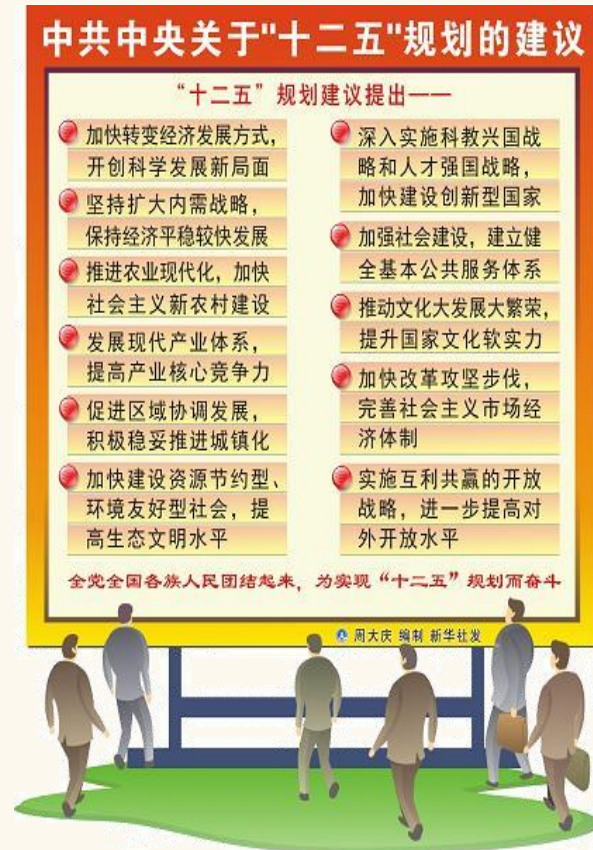 中共中央关于"十二五"规划的建议
“十二五”规划建议提出——
加快转变经济发展方式，
开创科学发展新局面
坚持扩大内需战略，
保持经济平稳较快发展
推进农业现代化，加快
社会主义新农村建设
发展现代产业体系，
提高产业核心竞争力
促进区域协调发展，
积极稳妥推进城镇化
加快建设资源节约型、
环境友好型社会，提
高生态文明水平
深入实施科教兴国战
略和人才强国战略，
加快建设创新型国家
加强社会建设，建立健
全基本公共服务体系
推动文化大发展大繁荣，
提升国家文化软实力
加快改革攻坚步伐，
完善社会主义市场经
济体制
实施互利共赢的开放
战略，进一步提高对
外开放水平
全党全国各族人民团结起来，为实现“十二五”规划而奋斗
周大庆 编制 新华社发